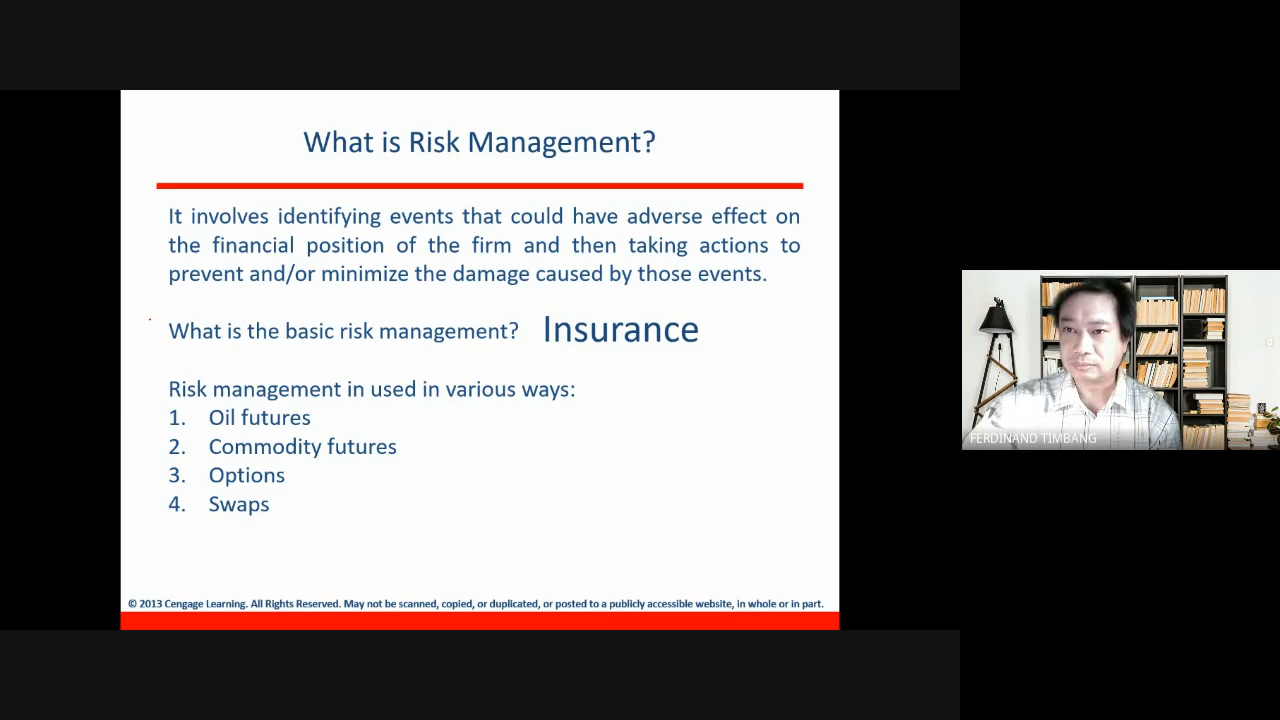 What is Risk Management?
It involves identifying events that could have adverse effect on
the financial position of the firm and then taking actions to
prevent and/or minimize the damage caused by those events.
What is the basic risk management? Insurance
Risk management in used in various ways:
1. Oil futures
2. Commodity futures
3. Options
4. Swaps
© 2013 Cengage Learning. All Rights Reserved. May not be scanned, copied, or duplicated, or posted to a publicly accessible website, in whole or in part.
FERDINAND TIMBANG